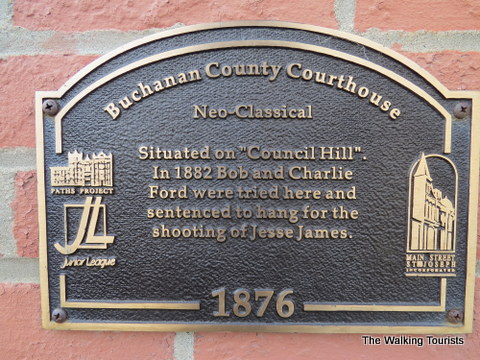 Buchanan County Courthouse
Neo-Classical
Situated on "Council Hill".
In 1882 Bob and Charlie
Ford were tried here and
sentenced to hang for the
shooting of Jesse James.
PATHS PROJECT
JL
Junior League
MAIN STREET
ST JOSEPH
INCORPORATED
1876
The Walking Tourists